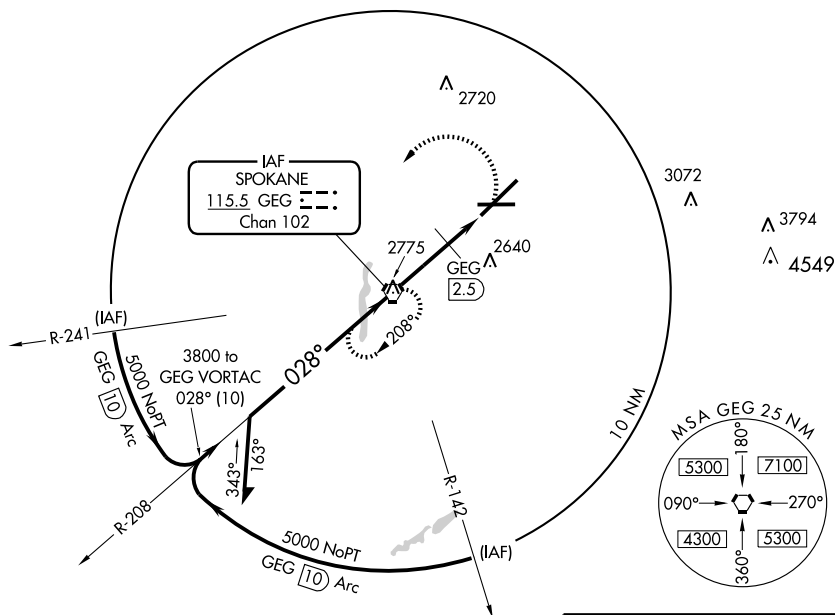 2720
IAF
SPOKANE
115.5 GEG
Chan 102
3072
3794
4549
2775
2640
GEG
2.5
(IAF)
R-241
208°
028°
3800 to
GEG VORTAC
028° (10)
5000 NoPT
GEG 10 Arc
343°
163°
R-208
R-142
10 NM
5000 NoPT
GEG 10 Arc
(IAF)
MSA GEG 25 NM
180°
5300
7100
090°
270°
4300
5300
360°